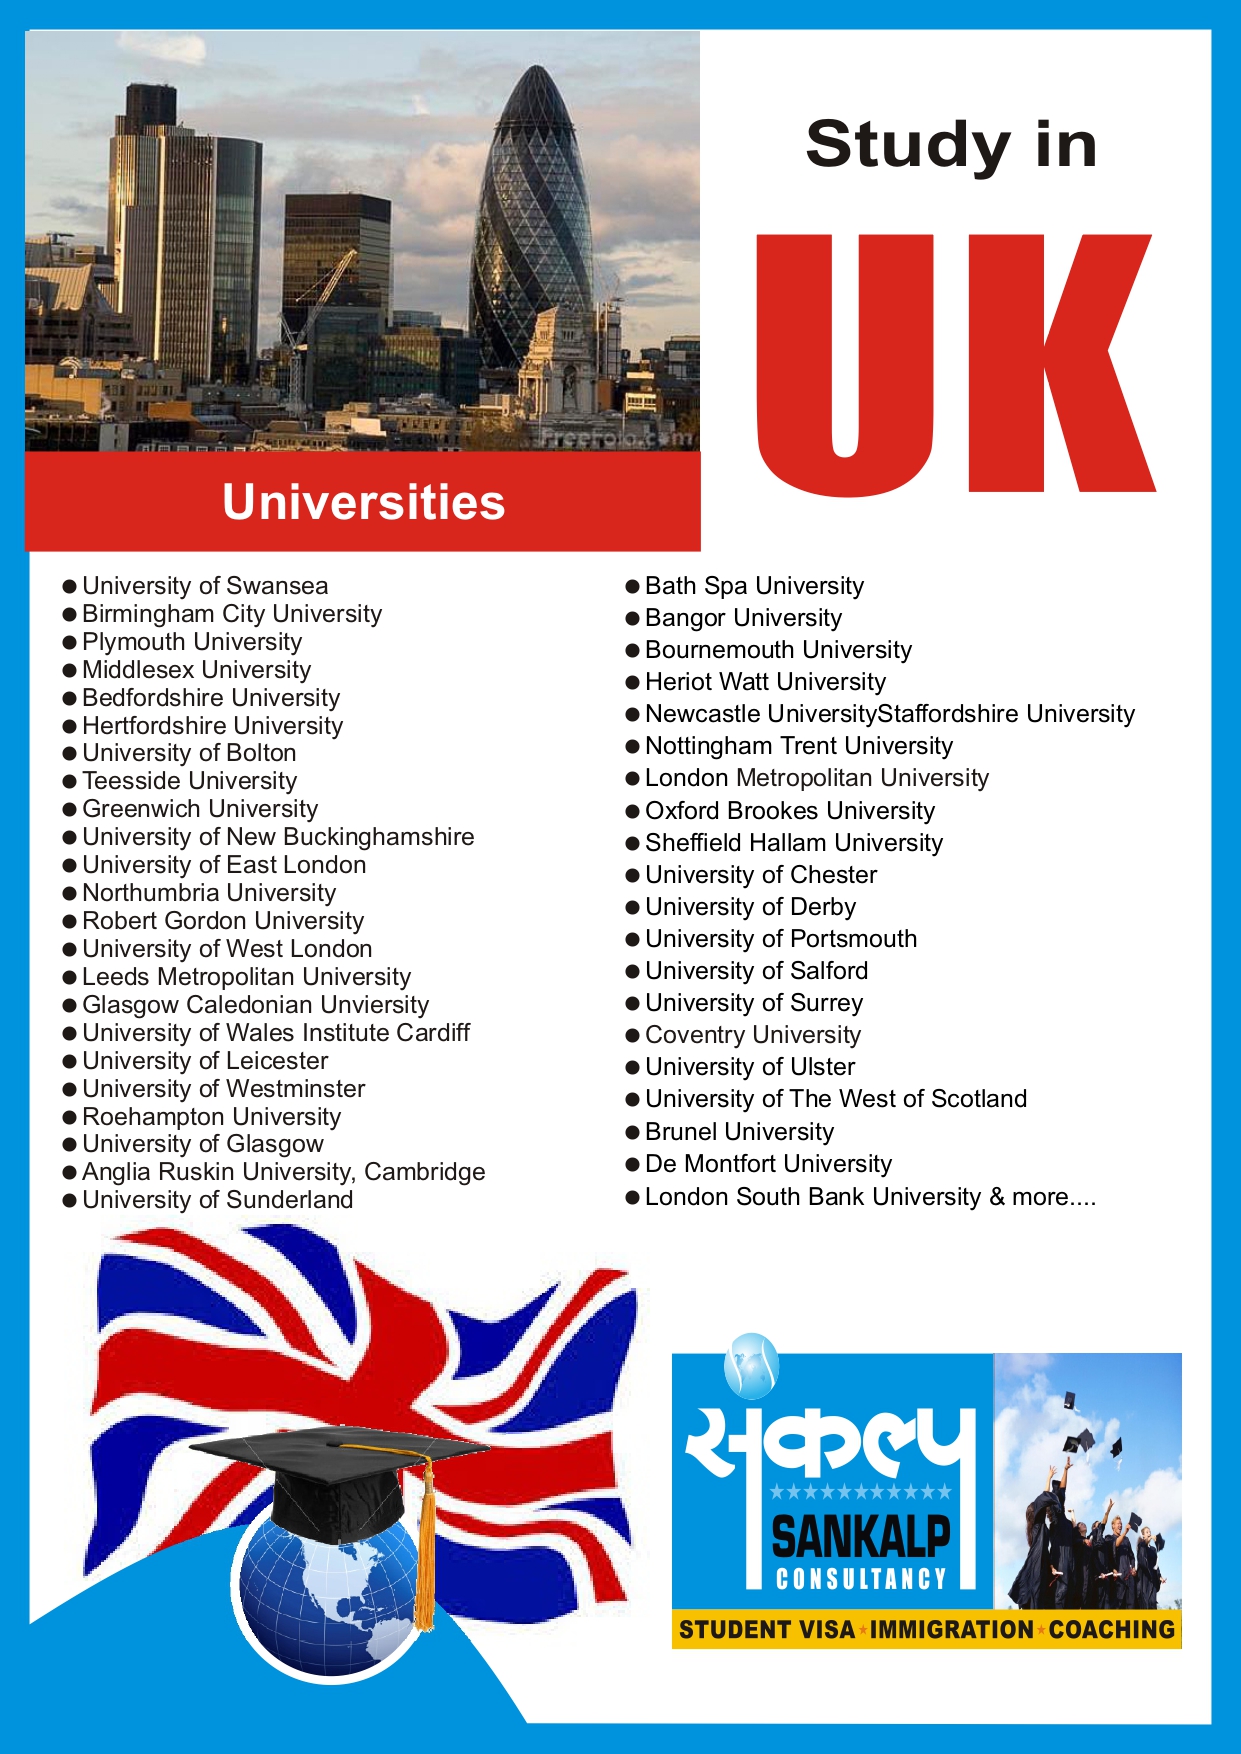 Study in
UK
FreeFoto.com
Universities
● University of Swansea
● Birmingham City University
● Plymouth University
● Middlesex University
● Bedfordshire University
● Hertfordshire University
● University of Bolton
● Teesside University
● Greenwich University
● University of New Buckinghamshire
● University of East London
● Northumbria University
● Robert Gordon University
● University of West London
● Leeds Metropolitan University
● Glasgow Caledonian Unviersity
● University of Wales Institute Cardiff
● University of Leicester
● University of Westminster
● Roehampton University
● University of Glasgow
● Anglia Ruskin University, Cambridge
● University of Sunderland
● Bath Spa University
● Bangor University
● Bournemouth University
● Heriot Watt University
● Newcastle UniversityStaffordshire University
● Nottingham Trent University
● London Metropolitan University
● Oxford Brookes University
● Sheffield Hallam University
● University of Chester
● University of Derby
● University of Portsmouth
● University of Salford
● University of Surrey
● Coventry University
● University of Ulster
● University of The West of Scotland
● Brunel University
● De Montfort University
● London South Bank University & more....
संकल्प
SANKALP
CONSULTANCY
STUDENT VISA★IMMIGRATION★COACHING